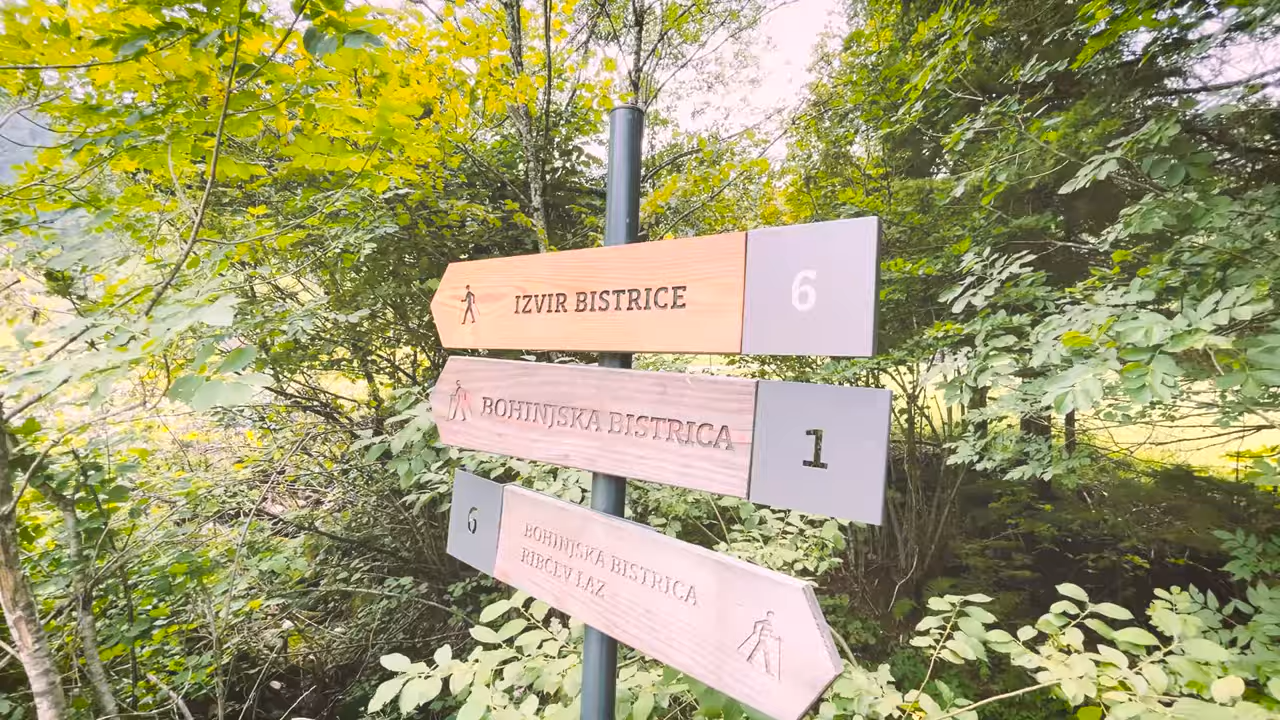 IZVIR BISTRICE
6
BOHINJSKA BISTRICA
1
6
BOHINJSKA BISTRICA
RIBČEV LAZ